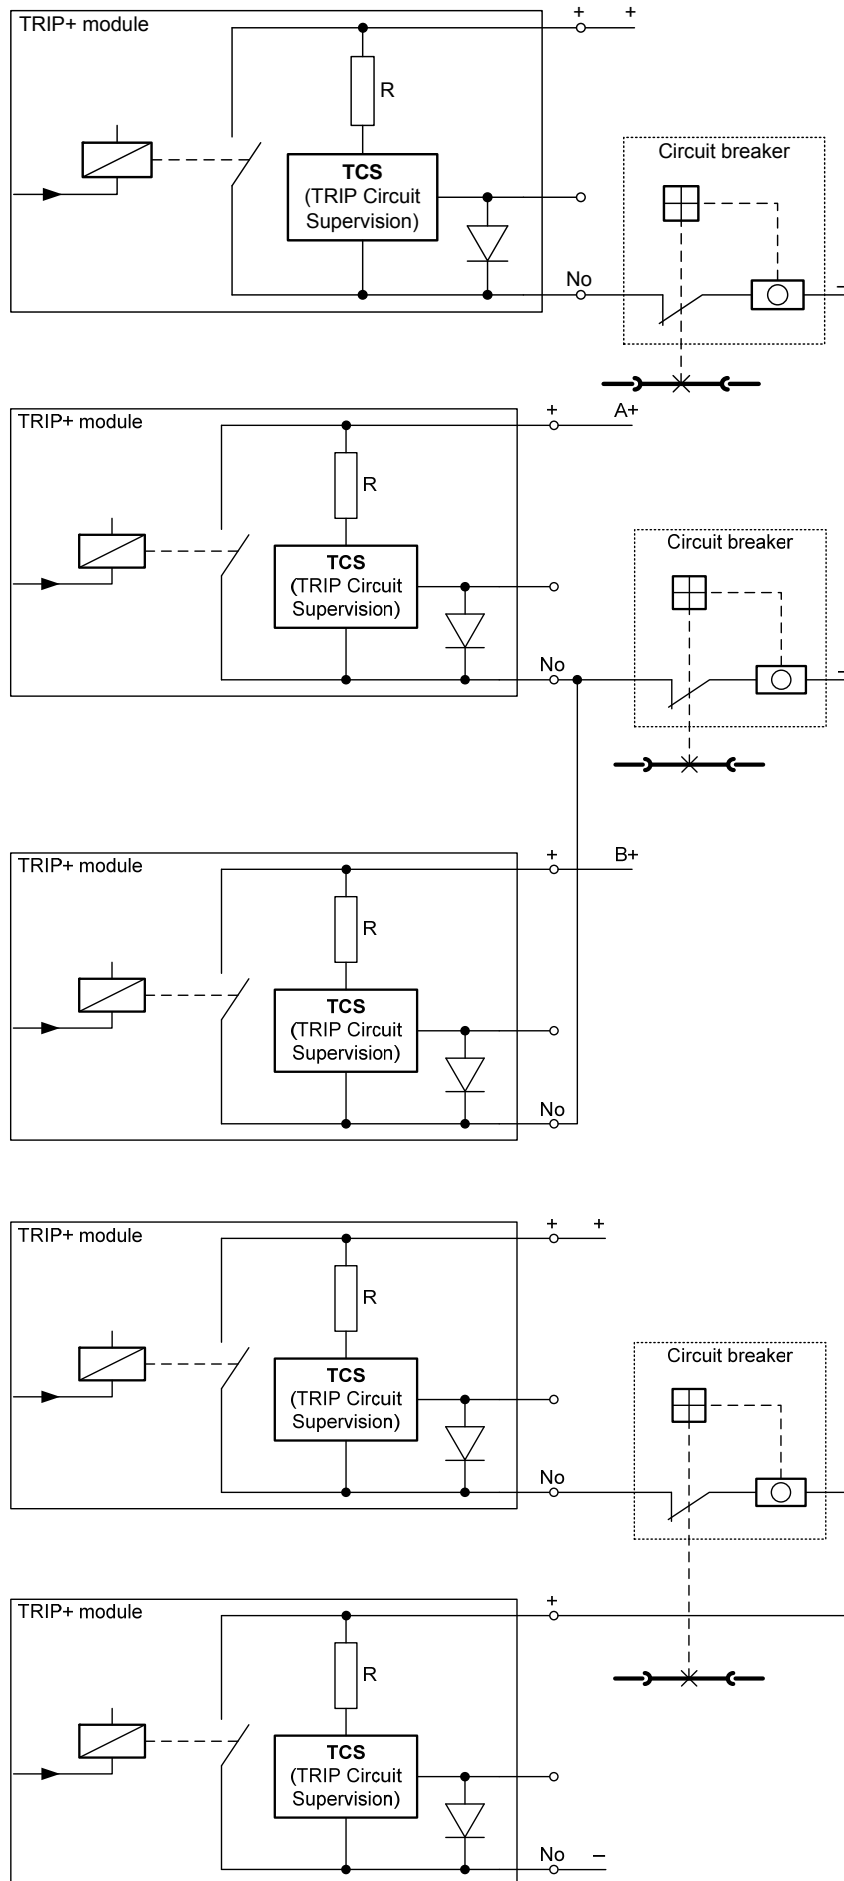 TRIP+ module
+ +
R
TCS
(TRIP Circuit
Supervision)
Circuit breaker
No
–
TRIP+ module
+ A+
R
TCS
(TRIP Circuit
Supervision)
Circuit breaker
No
–
TRIP+ module
+ B+
R
TCS
(TRIP Circuit
Supervision)
No
TRIP+ module
+ +
R
TCS
(TRIP Circuit
Supervision)
Circuit breaker
No
TRIP+ module
+
R
TCS
(TRIP Circuit
Supervision)
No –